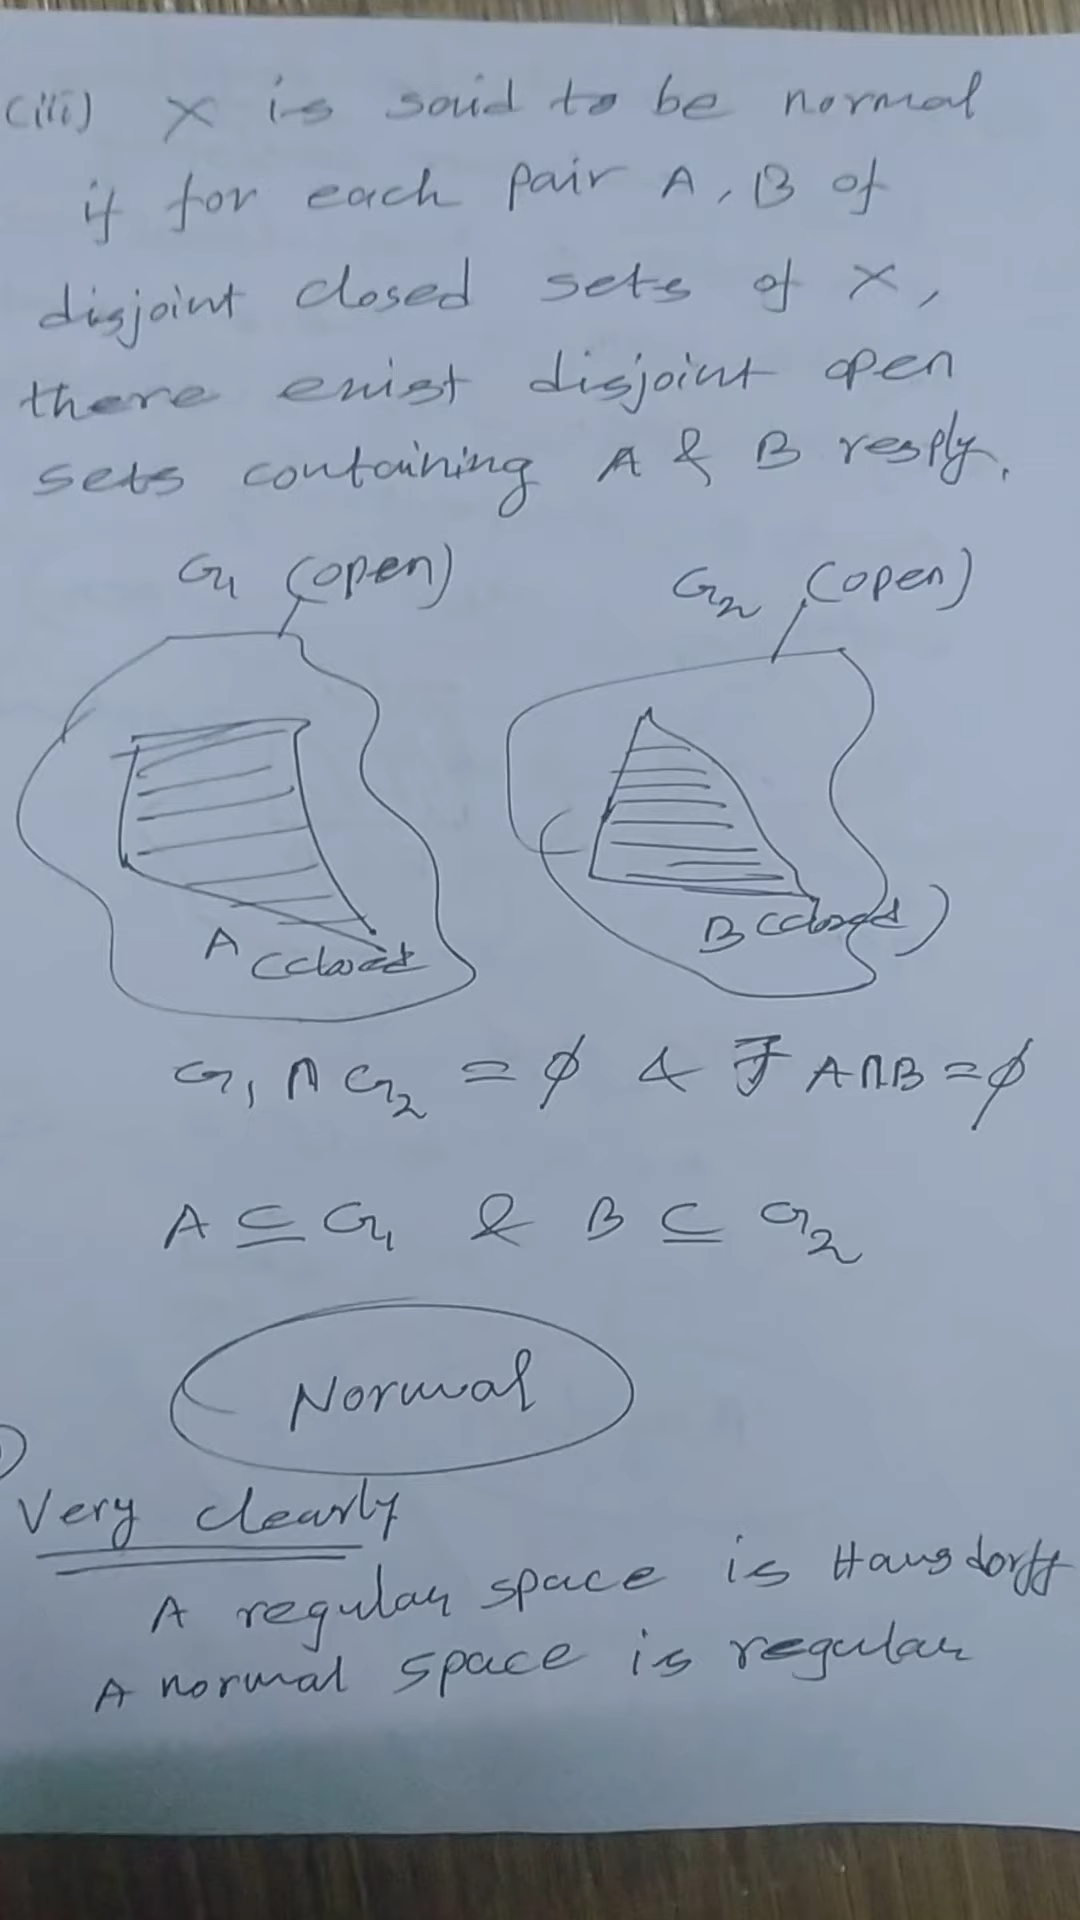 (iii) X is said to be normal
if for each pair A, B of
disjoint closed sets of X,
there exist disjoint open
sets containing A & B resply.
G₁ (open)
G₂ (open)
A (closed
B (closed)
G₁ ∩ G₂ = ϕ & A∩B = ϕ
A ⊆ G₁ & B ⊆ G₂
Normal
Very clearly
A regular space is Hausdorff
A normal space is regular